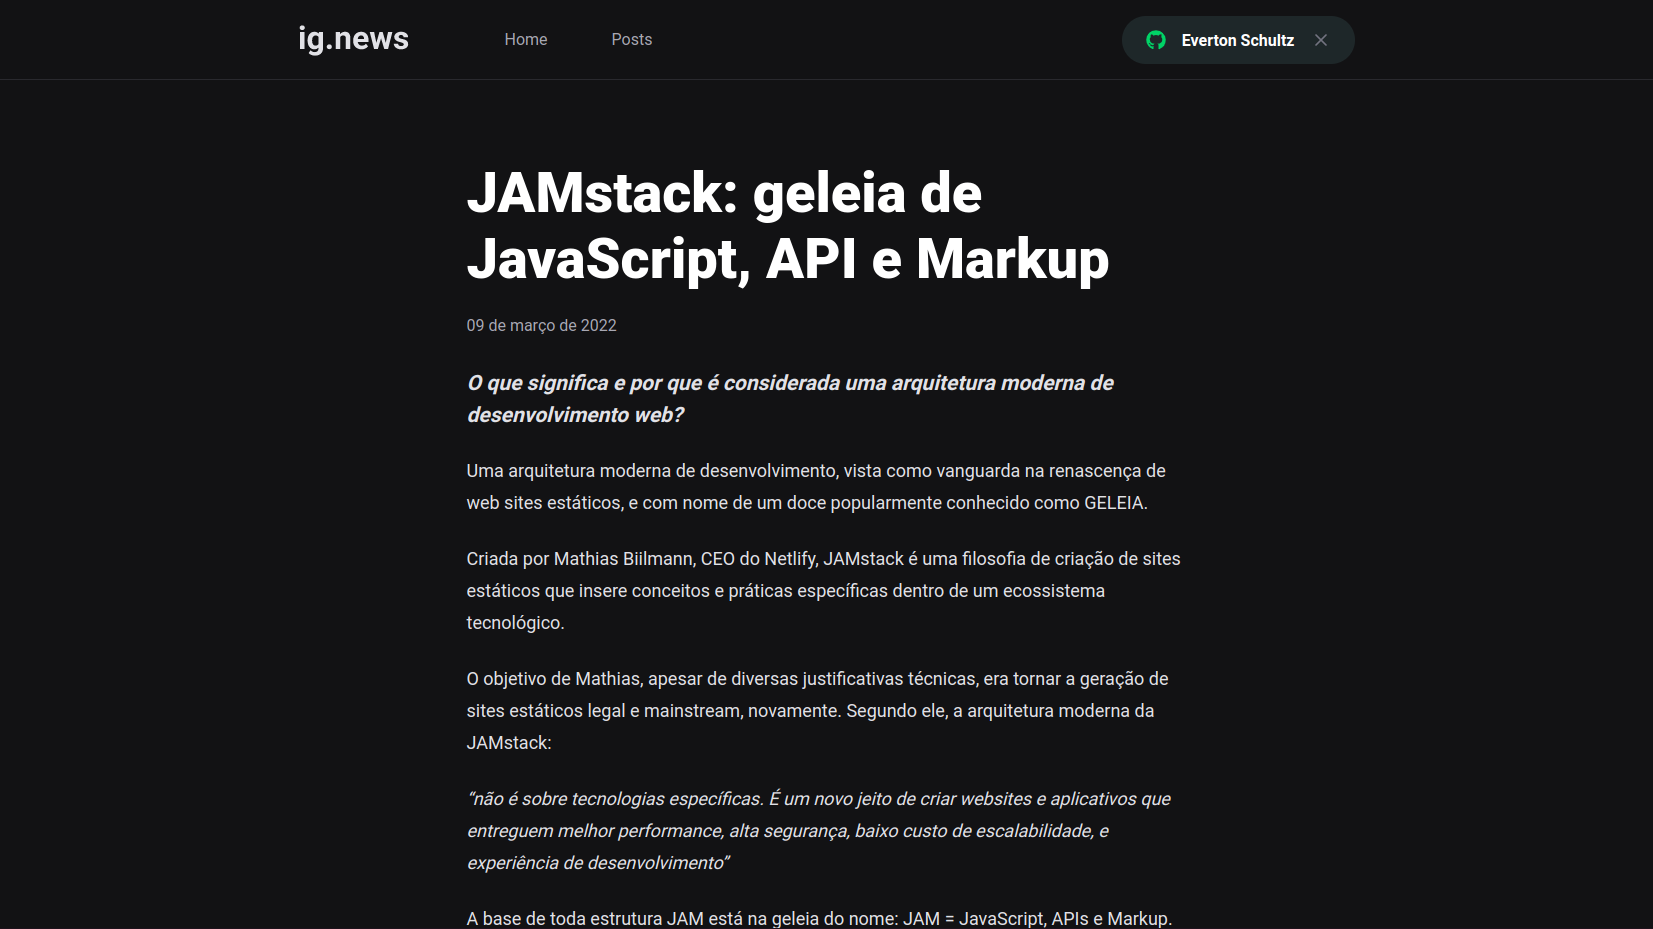 ig.news
Home
Posts
Everton Schultz
JAMstack: geleia de
JavaScript, API e Markup
09 de março de 2022
O que significa e por que é considerada uma arquitetura moderna de
desenvolvimento web?
Uma arquitetura moderna de desenvolvimento, vista como vanguarda na renascença de
web sites estáticos, e com nome de um doce popularmente conhecido como GELEIA.
Criada por Mathias Biilmann, CEO do Netlify, JAMstack é uma filosofia de criação de sites
estáticos que insere conceitos e práticas específicas dentro de um ecossistema
tecnológico.
O objetivo de Mathias, apesar de diversas justificativas técnicas, era tornar a geração de
sites estáticos legal e mainstream, novamente. Segundo ele, a arquitetura moderna da
JAMstack:
“não é sobre tecnologias específicas. É um novo jeito de criar websites e aplicativos que
entreguem melhor performance, alta segurança, baixo custo de escalabilidade, e
experiência de desenvolvimento”
A base de toda estrutura JAM está na geleia do nome: JAM = JavaScript, APIs e Markup.